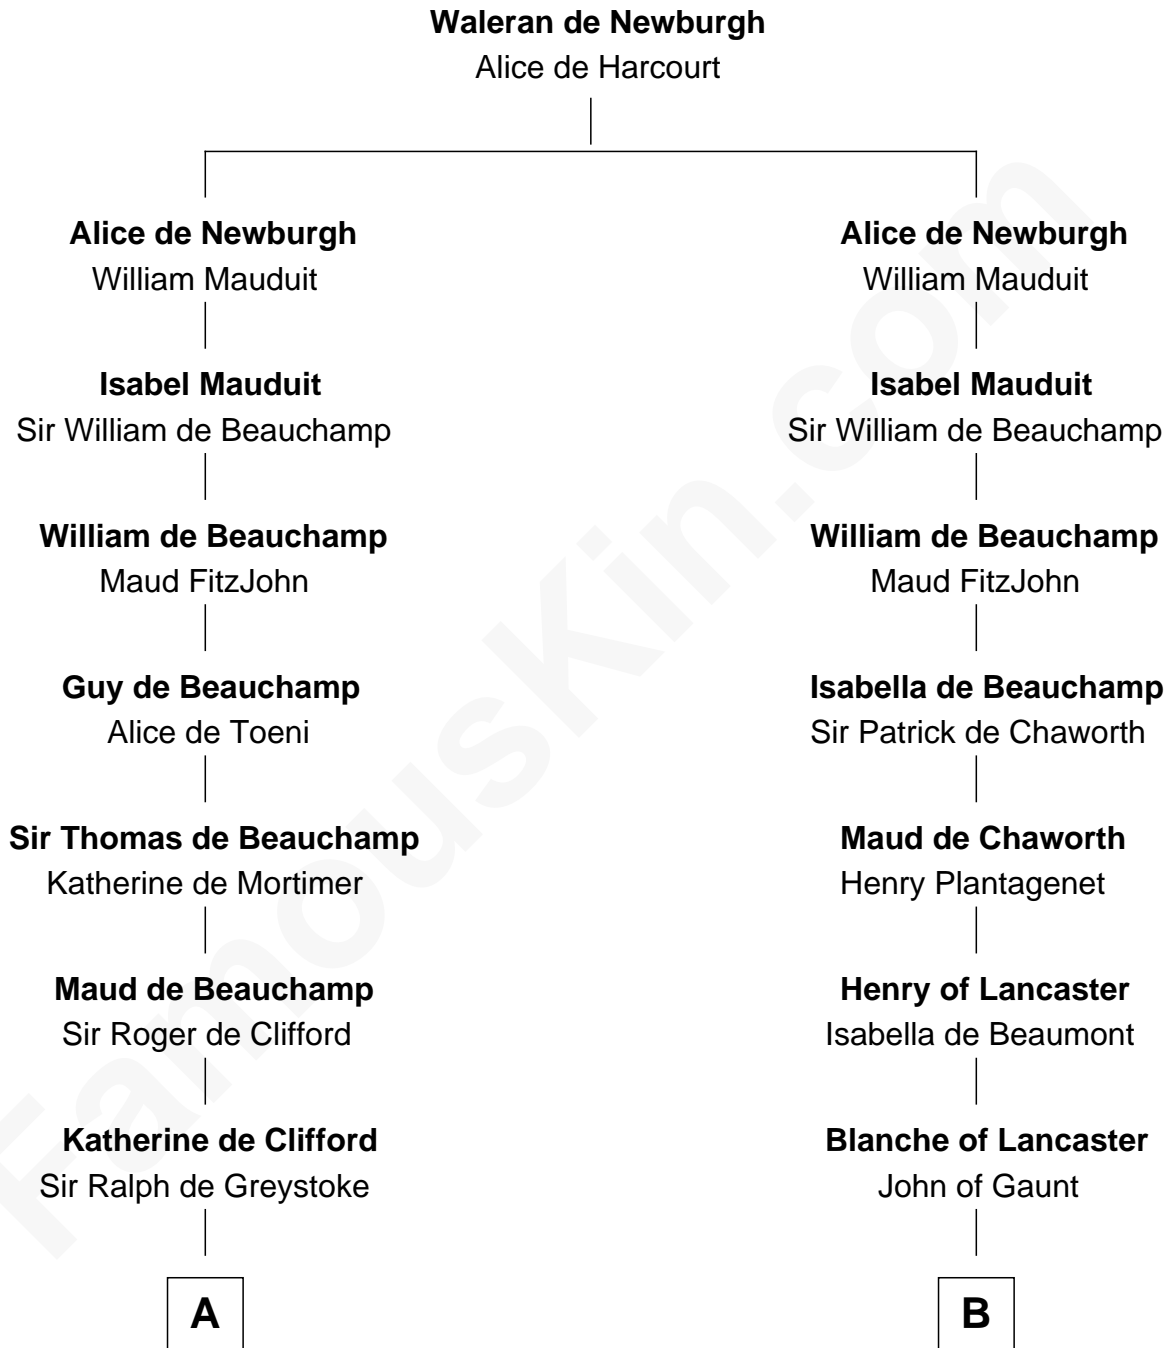 Waleran de Newburgh
Alice de Harcourt
Alice de Newburgh
William Mauduit
Isabel Mauduit
Sir William de Beauchamp
William de Beauchamp
Maud FitzJohn
Guy de Beauchamp
Alice de Toeni
Sir Thomas de Beauchamp
Katherine de Mortimer
Maud de Beauchamp
Sir Roger de Clifford
Katherine de Clifford
Sir Ralph de Greystoke
A
Alice de Newburgh
William Mauduit
Isabel Mauduit
Sir William de Beauchamp
William de Beauchamp
Maud FitzJohn
Isabella de Beauchamp
Sir Patrick de Chaworth
Maud de Chaworth
Henry Plantagenet
Henry of Lancaster
Isabella de Beaumont
Blanche of Lancaster
John of Gaunt
B
FamousKin.com